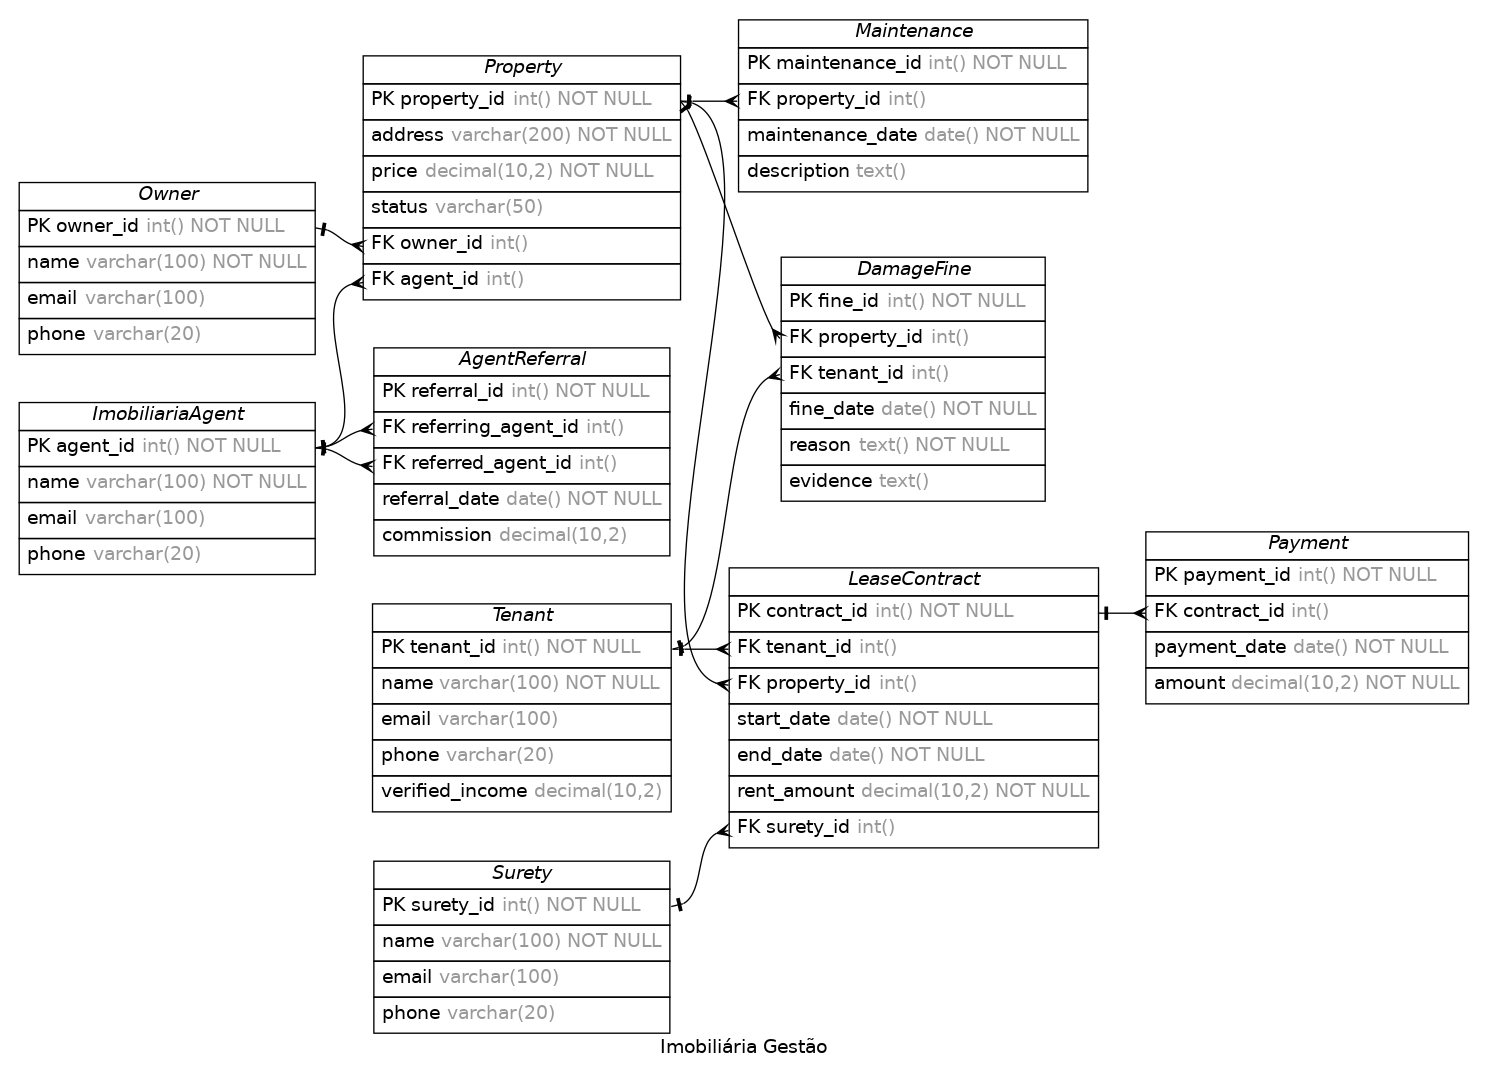 Maintenance
PK maintenance_id int() NOT NULL
FK property_id int()
maintenance_date date() NOT NULL
description text()
Property
PK property_id int() NOT NULL
address varchar(200) NOT NULL
price decimal(10,2) NOT NULL
status varchar(50)
FK owner_id int()
FK agent_id int()
Owner
PK owner_id int() NOT NULL
name varchar(100) NOT NULL
email varchar(100)
phone varchar(20)
DamageFine
PK fine_id int() NOT NULL
FK property_id int()
FK tenant_id int()
fine_date date() NOT NULL
reason text() NOT NULL
evidence text()
AgentReferral
PK referral_id int() NOT NULL
FK referring_agent_id int()
FK referred_agent_id int()
referral_date date() NOT NULL
commission decimal(10,2)
ImobiliariaAgent
PK agent_id int() NOT NULL
name varchar(100) NOT NULL
email varchar(100)
phone varchar(20)
Payment
PK payment_id int() NOT NULL
FK contract_id int()
payment_date date() NOT NULL
amount decimal(10,2) NOT NULL
LeaseContract
PK contract_id int() NOT NULL
FK tenant_id int()
FK property_id int()
start_date date() NOT NULL
end_date date() NOT NULL
rent_amount decimal(10,2) NOT NULL
FK surety_id int()
Tenant
PK tenant_id int() NOT NULL
name varchar(100) NOT NULL
email varchar(100)
phone varchar(20)
verified_income decimal(10,2)
Surety
PK surety_id int() NOT NULL
name varchar(100) NOT NULL
email varchar(100)
phone varchar(20)
Imobiliária Gestão